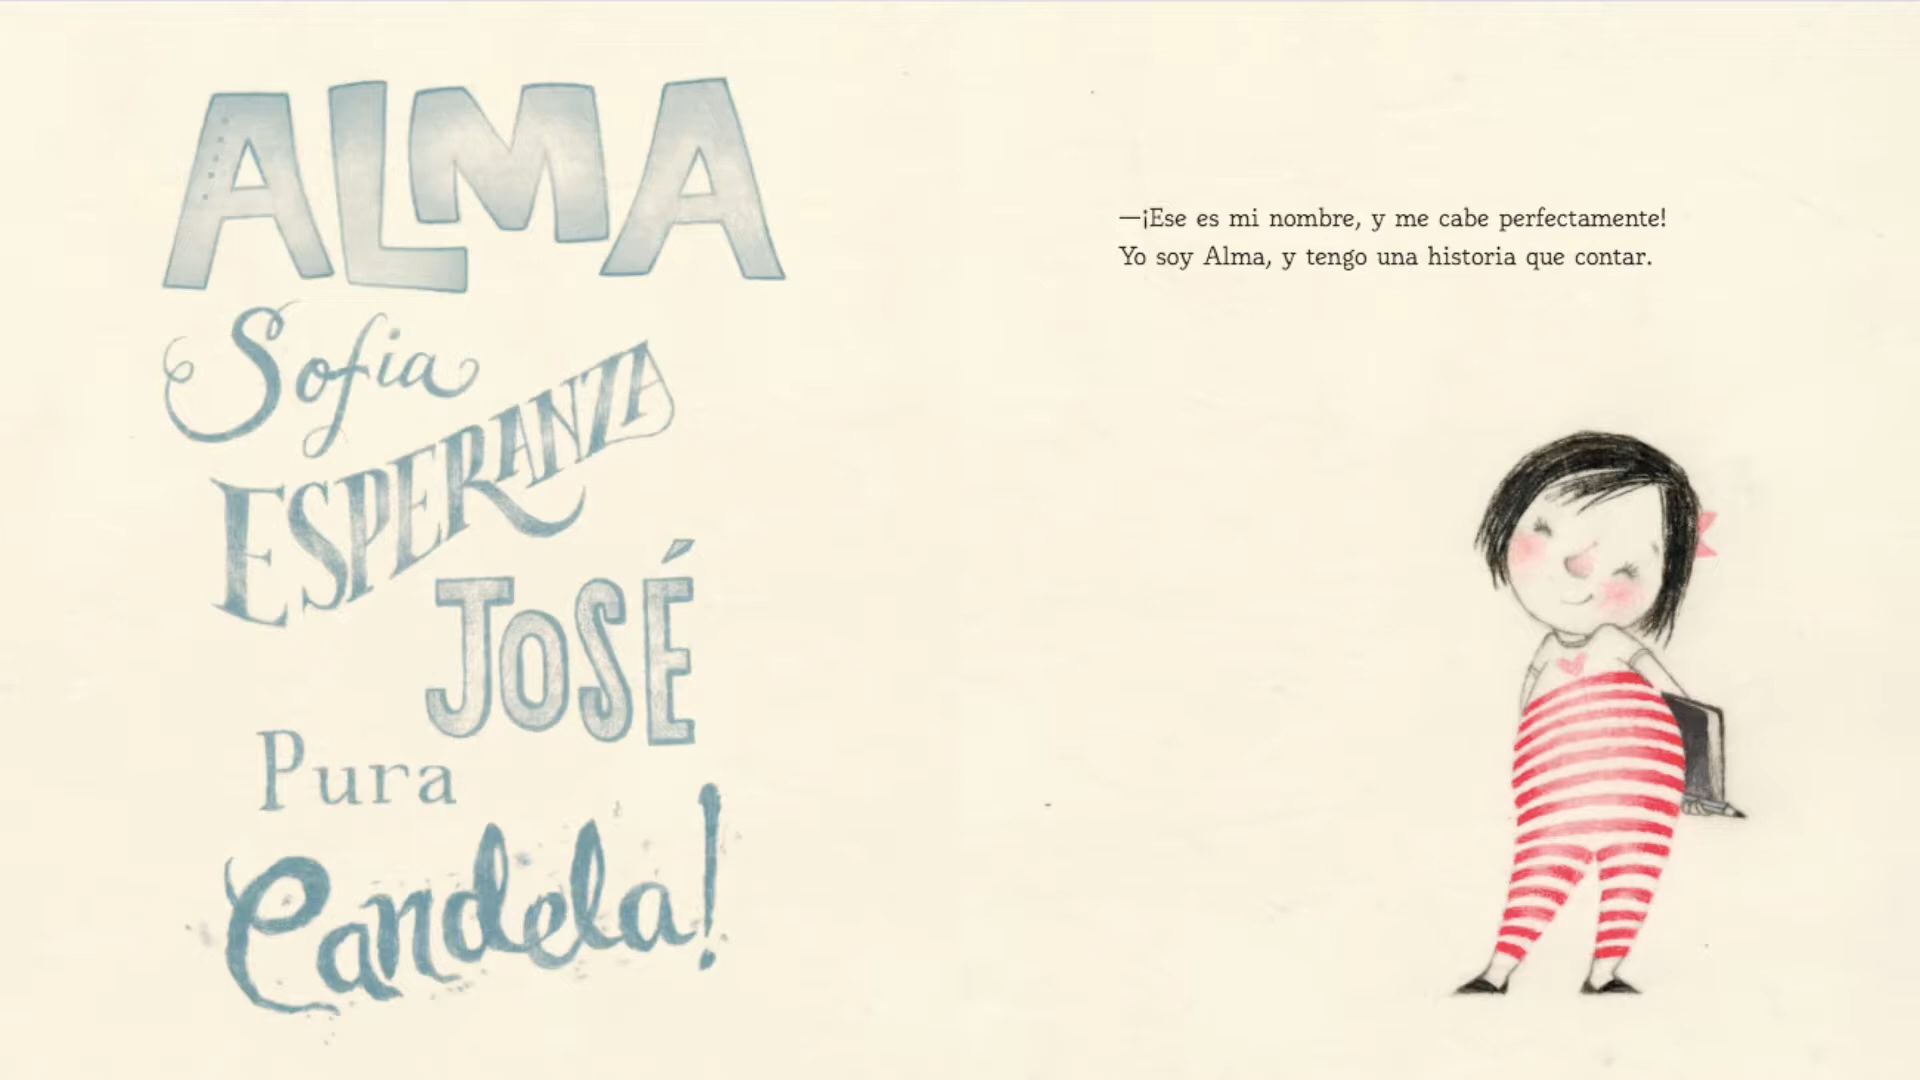 ALMA
Sofia
ESPERANZA
JOSÉ
Pura
Candela!
—¡Ese es mi nombre, y me cabe perfectamente!
Yo soy Alma, y tengo una historia que contar.